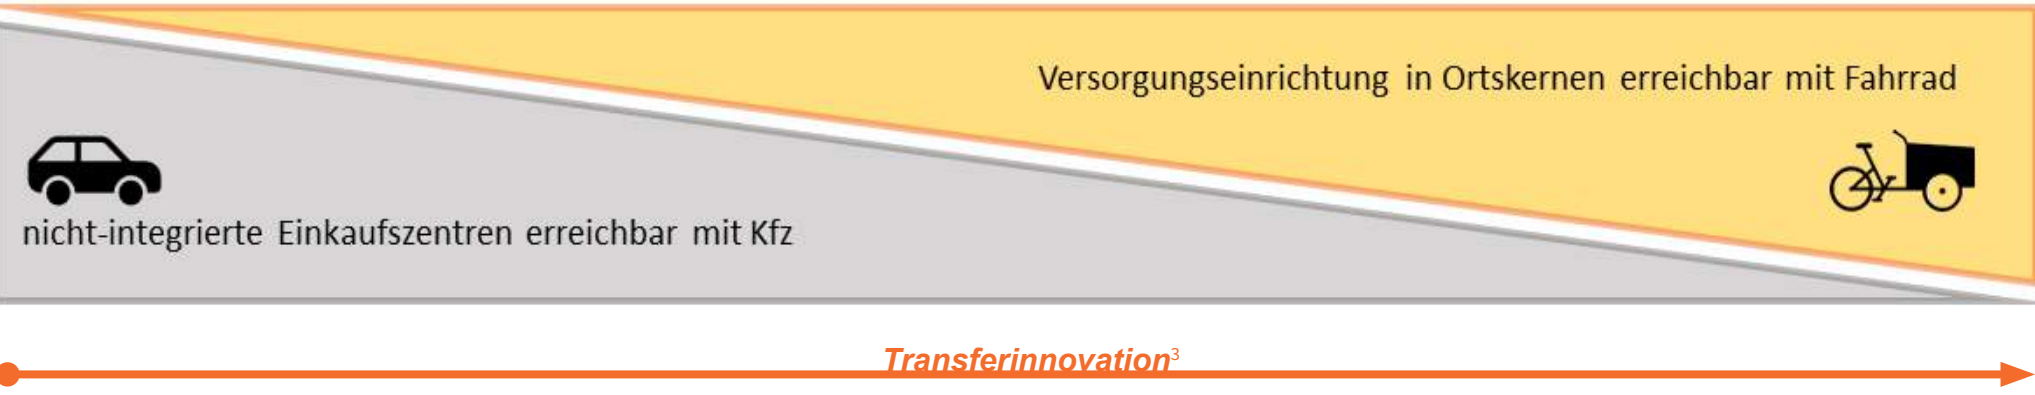 Versorgungseinrichtung in Ortskernen erreichbar mit Fahrrad
nicht-integrierte Einkaufszentren erreichbar mit Kfz
Transferinnovation³